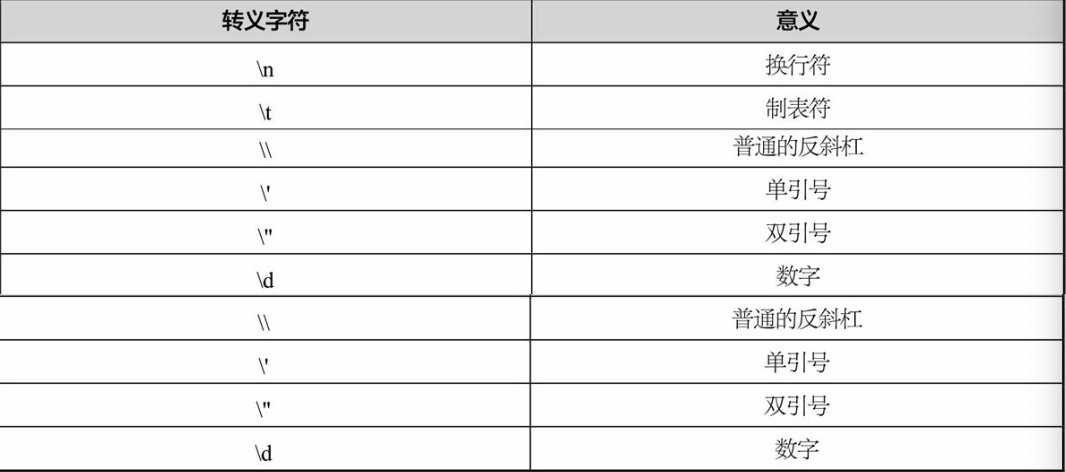 转义字符 意义
\n 换行符
\t 制表符
\\ 普通的反斜杠
\' 单引号
\" 双引号
\d 数字
\\ 普通的反斜杠
\' 单引号
\" 双引号
\d 数字